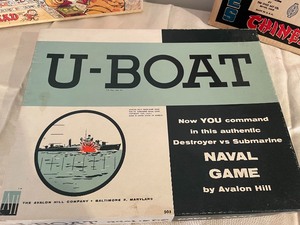 U-BOAT
Now YOU command
in this authentic
Destroyer vs Submarine
NAVAL
GAME
by Avalon Hill
THE AVALON HILL COMPANY • BALTIMORE 2, MARYLAND